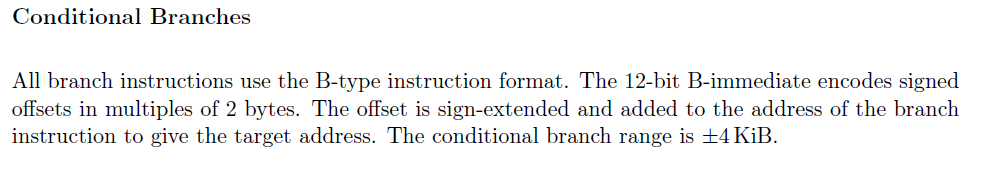 Conditional Branches
All branch instructions use the B-type instruction format. The 12-bit B-immediate encodes signed
offsets in multiples of 2 bytes. The offset is sign-extended and added to the address of the branch
instruction to give the target address. The conditional branch range is ±4 KiB.